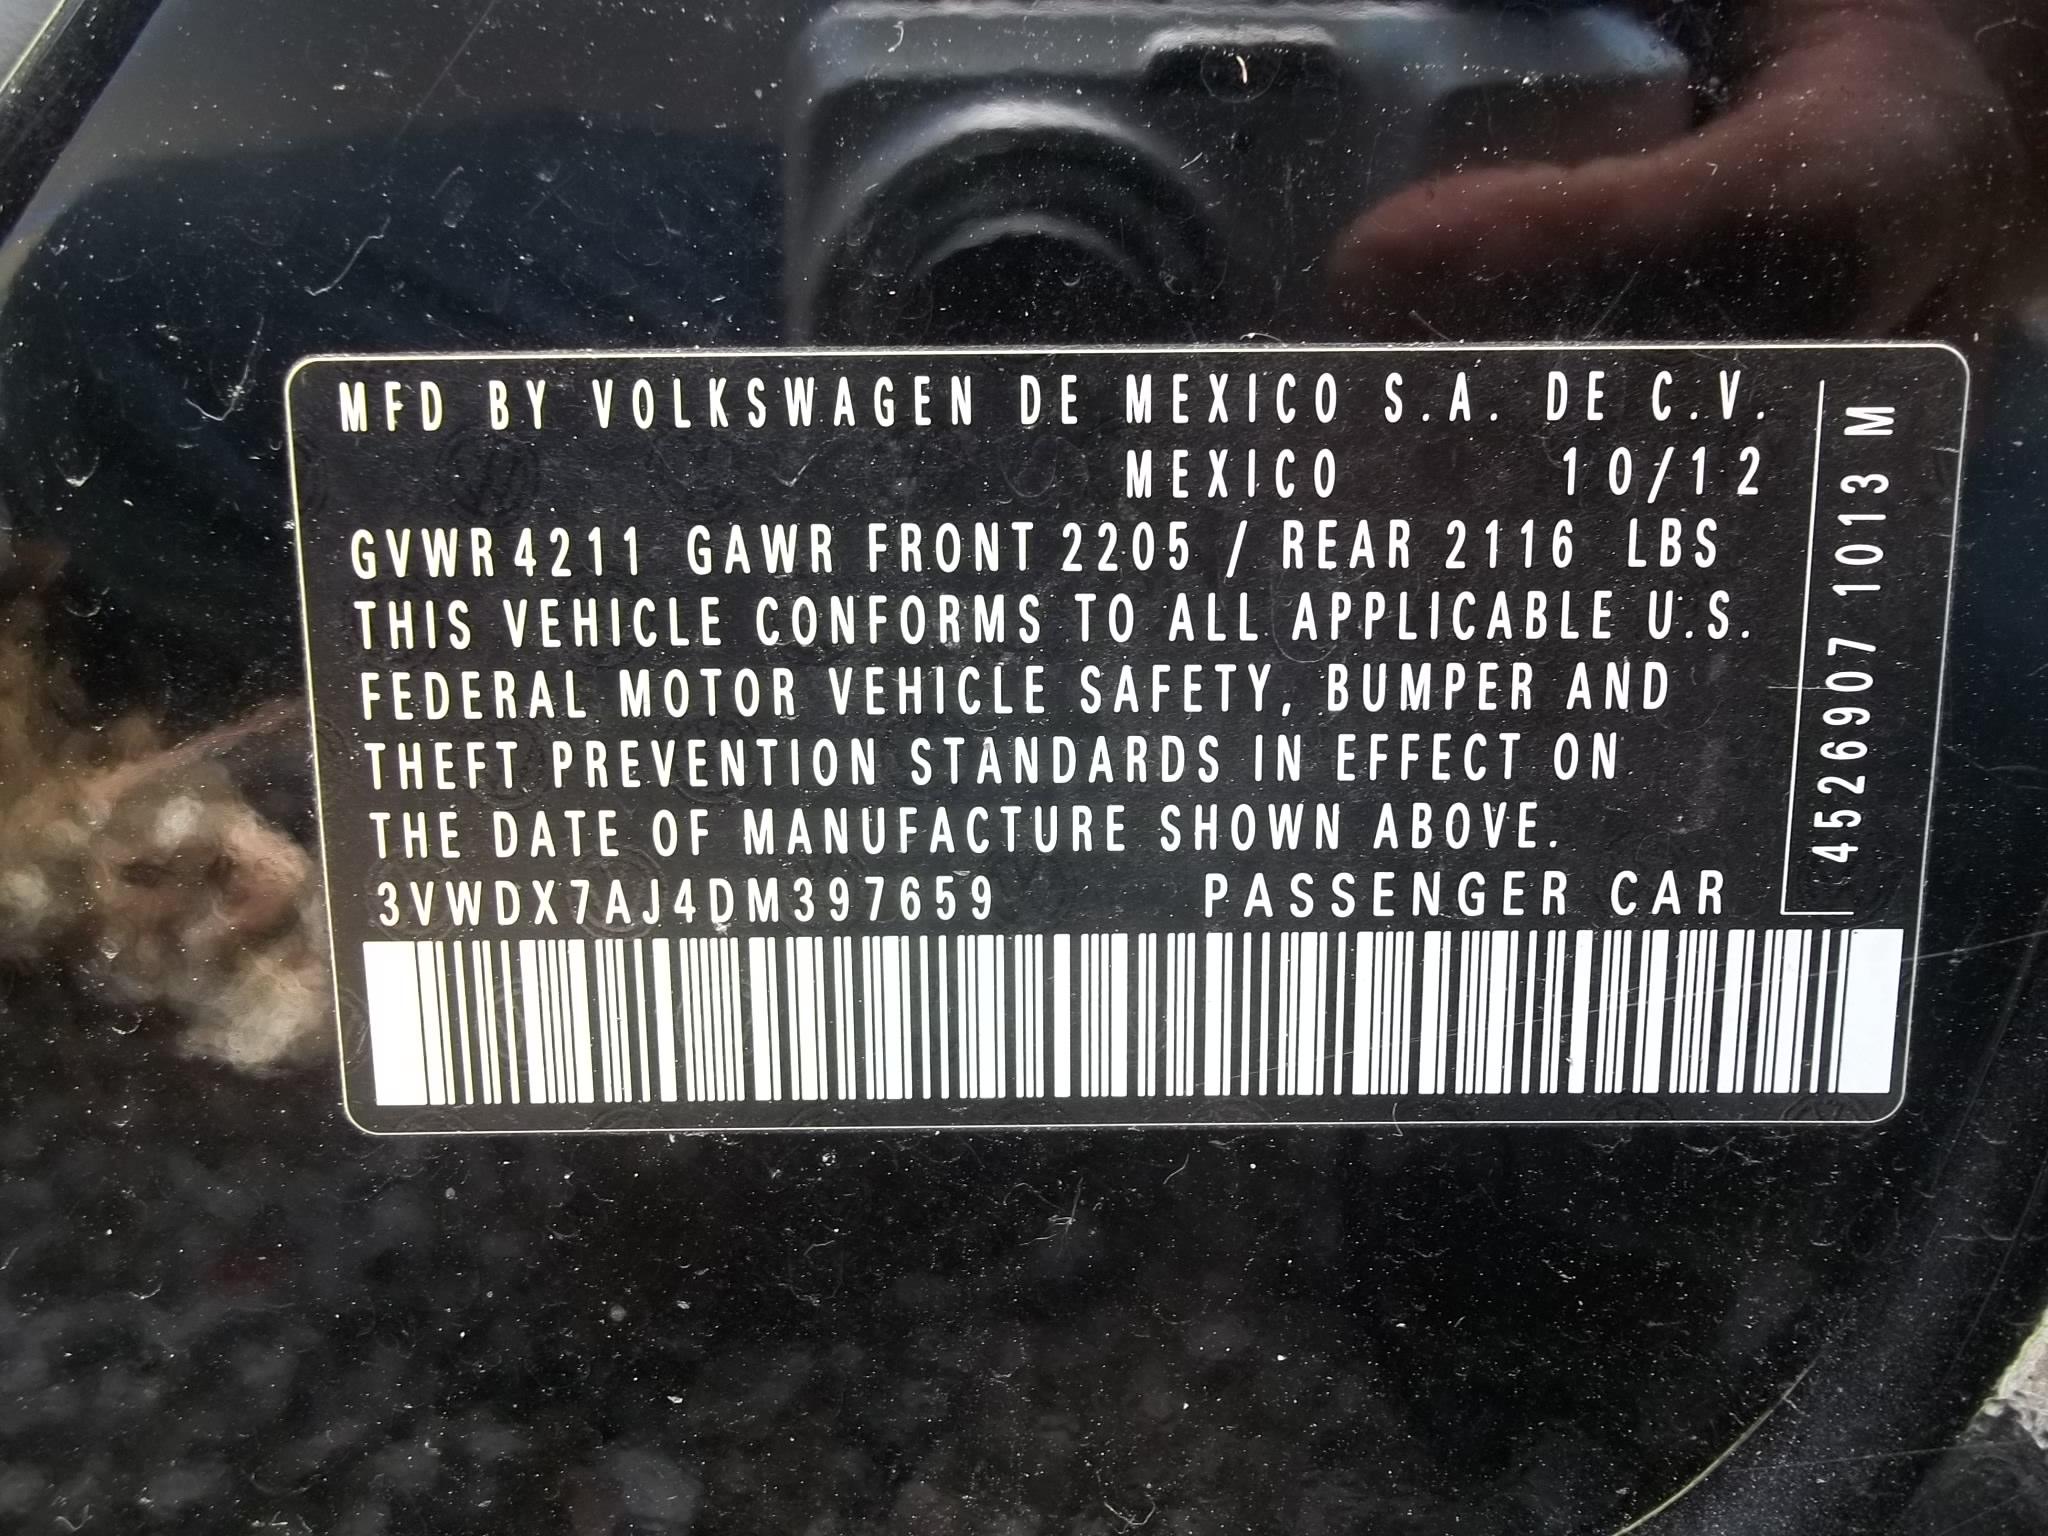 MFD BY VOLKSWAGEN DE MEXICO S.A. DE C.V.
MEXICO 10/12
GVWR 4211 GAWR FRONT 2205 / REAR 2116 LBS
THIS VEHICLE CONFORMS TO ALL APPLICABLE U.S.
FEDERAL MOTOR VEHICLE SAFETY, BUMPER AND
THEFT PREVENTION STANDARDS IN EFFECT ON
THE DATE OF MANUFACTURE SHOWN ABOVE.
3VWDX7AJ4DM397659 PASSENGER CAR
4526907 1013 M